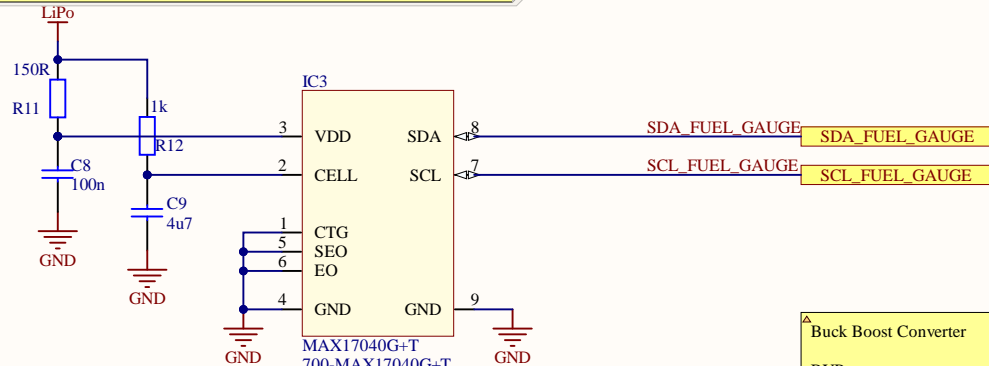 LiPo
150R
R11
C8
100n
GND
1k
R12
C9
4u7
GND
IC3
3
VDD
SDA
8
SDA_FUEL_GAUGE
SDA_FUEL_GAUGE
2
CELL
SCL
7
SCL_FUEL_GAUGE
SCL_FUEL_GAUGE
1
CTG
5
SEO
6
EO
4
GND
GND
9
GND
GND
MAX17040G+T
700-MAX17040G+T
Buck Boost Converter